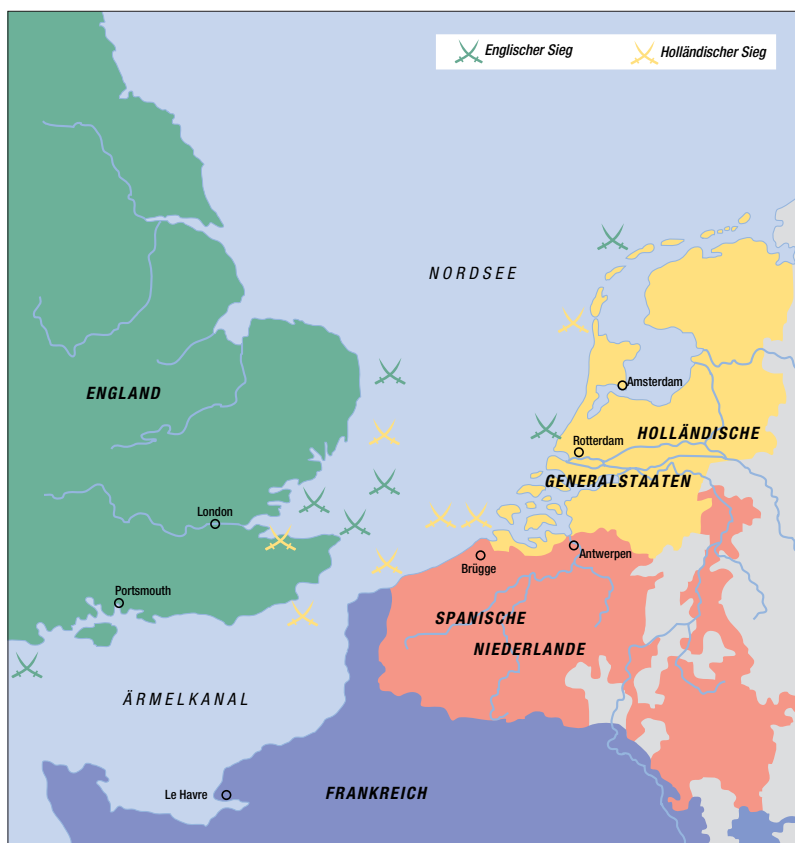 Englischer Sieg
Holländischer Sieg
NORDSEE
ENGLAND
Amsterdam
HOLLÄNDISCHE
Rotterdam
GENERALSTAATEN
London
Antwerpen
Brügge
Portsmouth
SPANISCHE
NIEDERLANDE
ÄRMELKANAL
Le Havre
FRANKREICH